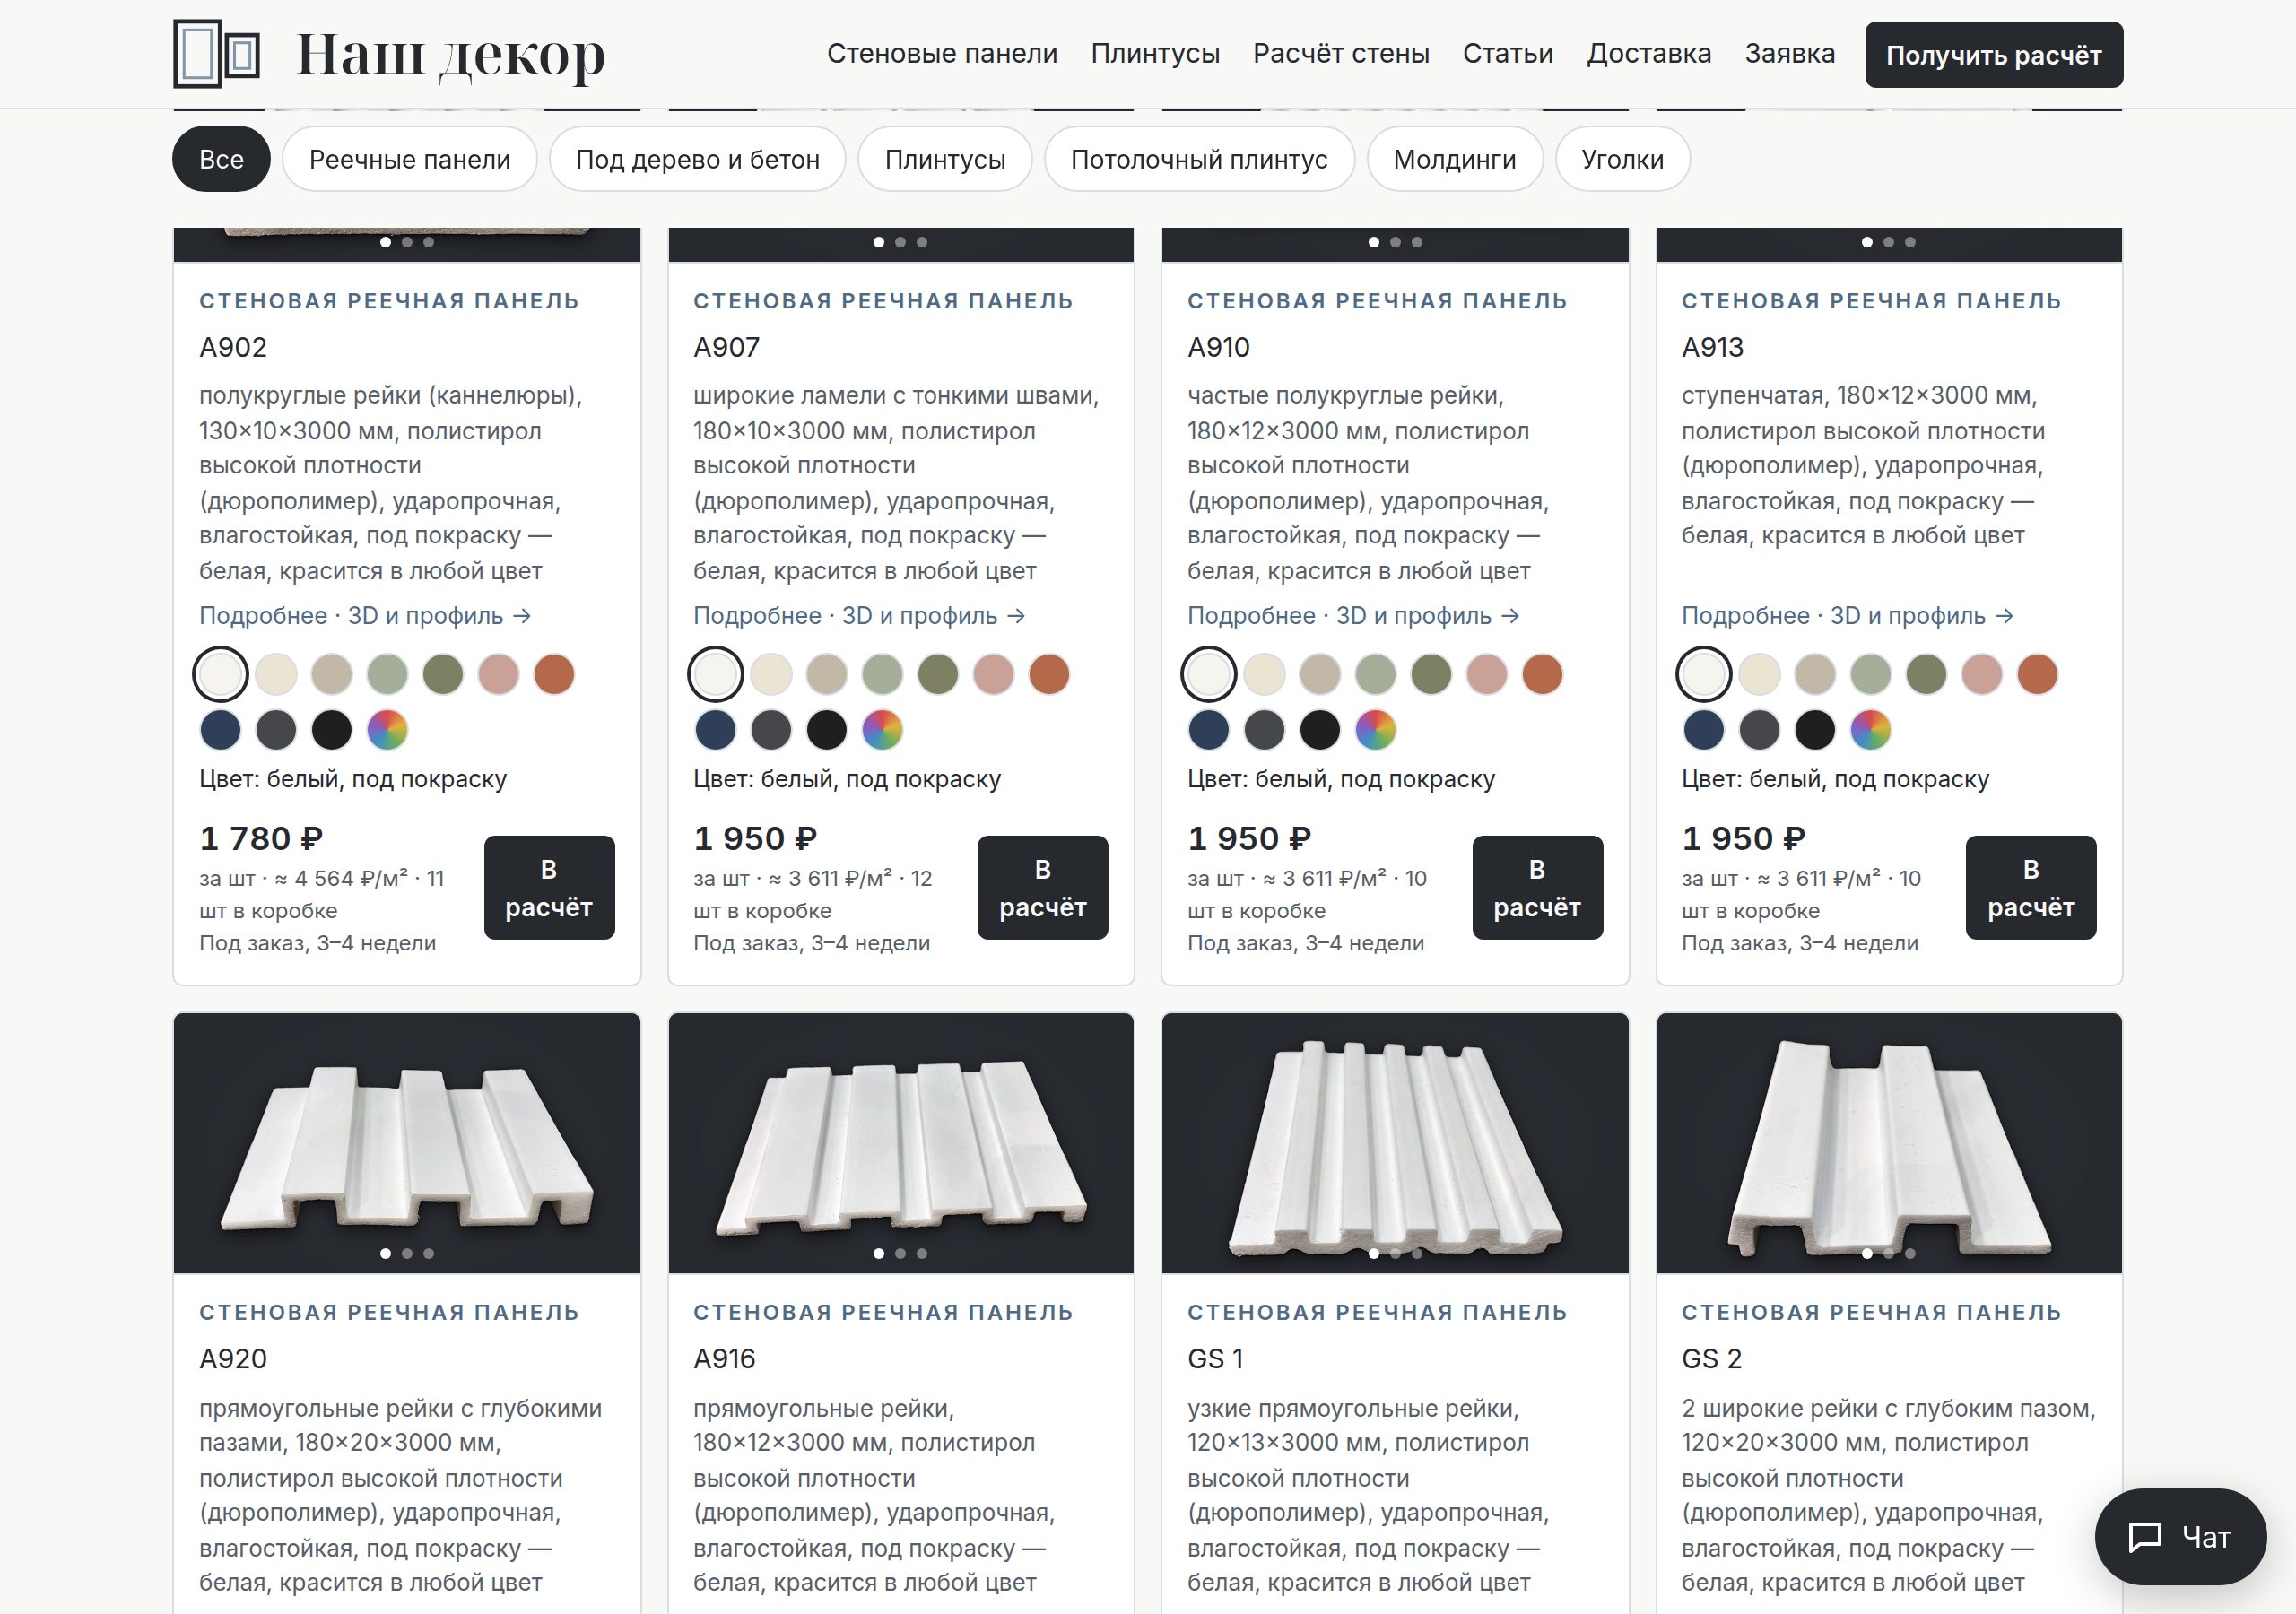 Наш декор
Стеновые панели
Плинтусы
Расчёт стены
Статьи
Доставка
Заявка
Получить расчёт
Все
Реечные панели
Под дерево и бетон
Плинтусы
Потолочный плинтус
Молдинги
Уголки
СТЕНОВАЯ РЕЕЧНАЯ ПАНЕЛЬ
A902
полукруглые рейки (каннелюры),
130×10×3000 мм, полистирол
высокой плотности
(дюрополимер), ударопрочная,
влагостойкая, под покраску —
белая, красится в любой цвет
Подробнее · 3D и профиль →
Цвет: белый, под покраску
1 780 ₽
за шт · ≈ 4 564 ₽/м² · 11
шт в коробке
Под заказ, 3–4 недели
В
расчёт
СТЕНОВАЯ РЕЕЧНАЯ ПАНЕЛЬ
A907
широкие ламели с тонкими швами,
180×10×3000 мм, полистирол
высокой плотности
(дюрополимер), ударопрочная,
влагостойкая, под покраску —
белая, красится в любой цвет
Подробнее · 3D и профиль →
Цвет: белый, под покраску
1 950 ₽
за шт · ≈ 3 611 ₽/м² · 12
шт в коробке
Под заказ, 3–4 недели
В
расчёт
СТЕНОВАЯ РЕЕЧНАЯ ПАНЕЛЬ
A910
частые полукруглые рейки,
180×12×3000 мм, полистирол
высокой плотности
(дюрополимер), ударопрочная,
влагостойкая, под покраску —
белая, красится в любой цвет
Подробнее · 3D и профиль →
Цвет: белый, под покраску
1 950 ₽
за шт · ≈ 3 611 ₽/м² · 10
шт в коробке
Под заказ, 3–4 недели
В
расчёт
СТЕНОВАЯ РЕЕЧНАЯ ПАНЕЛЬ
A913
ступенчатая, 180×12×3000 мм,
полистирол высокой плотности
(дюрополимер), ударопрочная,
влагостойкая, под покраску —
белая, красится в любой цвет
Подробнее · 3D и профиль →
Цвет: белый, под покраску
1 950 ₽
за шт · ≈ 3 611 ₽/м² · 10
шт в коробке
Под заказ, 3–4 недели
В
расчёт
СТЕНОВАЯ РЕЕЧНАЯ ПАНЕЛЬ
A920
прямоугольные рейки с глубокими
пазами, 180×20×3000 мм,
полистирол высокой плотности
(дюрополимер), ударопрочная,
влагостойкая, под покраску —
белая, красится в любой цвет
СТЕНОВАЯ РЕЕЧНАЯ ПАНЕЛЬ
A916
прямоугольные рейки,
180×12×3000 мм, полистирол
высокой плотности
(дюрополимер), ударопрочная,
влагостойкая, под покраску —
белая, красится в любой цвет
СТЕНОВАЯ РЕЕЧНАЯ ПАНЕЛЬ
GS 1
узкие прямоугольные рейки,
120×13×3000 мм, полистирол
высокой плотности
(дюрополимер), ударопрочная,
влагостойкая, под покраску —
белая, красится в любой цвет
СТЕНОВАЯ РЕЕЧНАЯ ПАНЕЛЬ
GS 2
2 широкие рейки с глубоким пазом,
120×20×3000 мм, полистирол
высокой плотности
(дюрополимер), ударопрочная,
влагостойкая, под покраску —
белая, красится в любой цвет
Чат